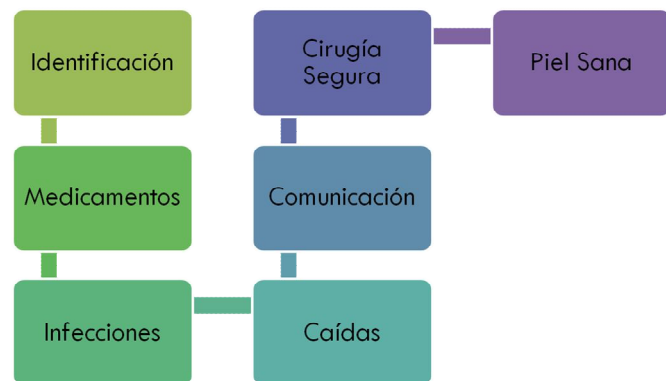 Identificación
Medicamentos
Infecciones
Caídas
Comunicación
Cirugía
Segura
Piel Sana